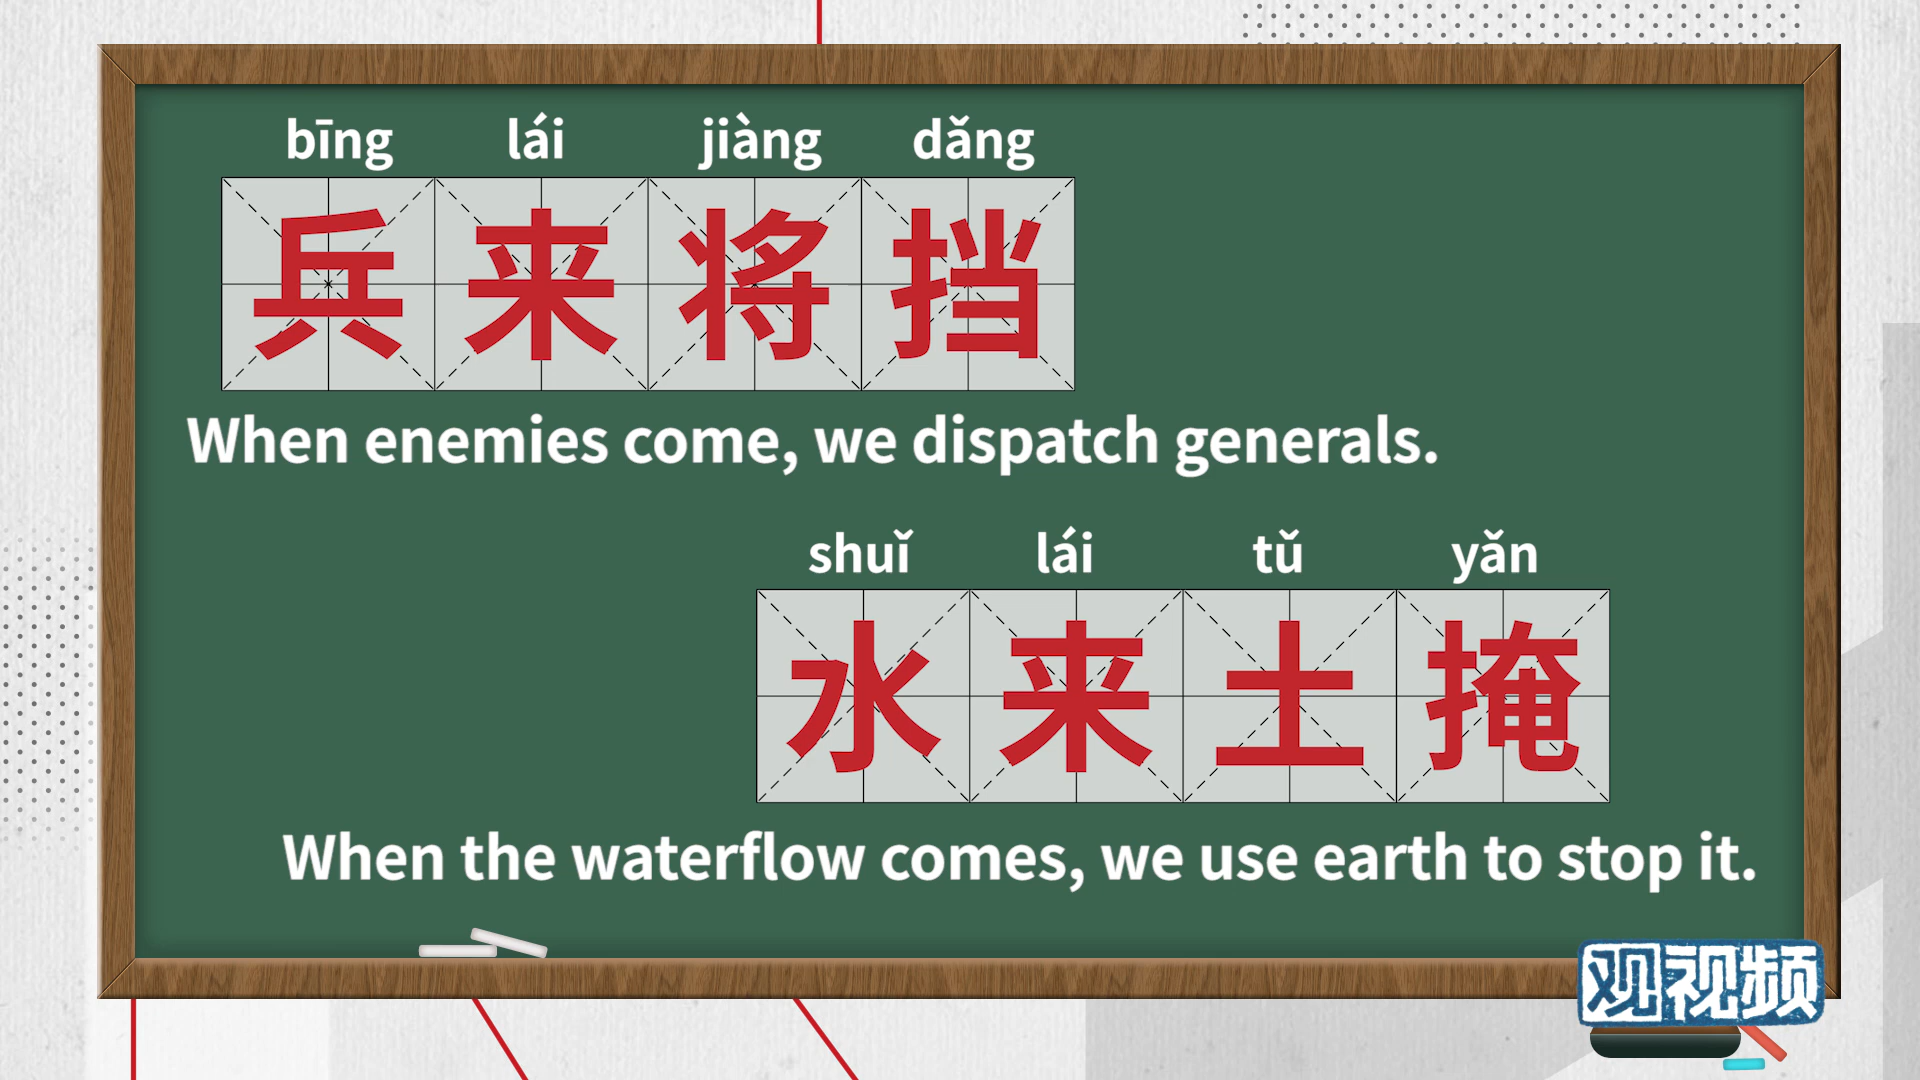 bīng lái jiàng dǎng
兵来将挡
When enemies come, we dispatch generals.
shuǐ lái tǔ yǎn
水来土掩
When the waterflow comes, we use earth to stop it.
观视频